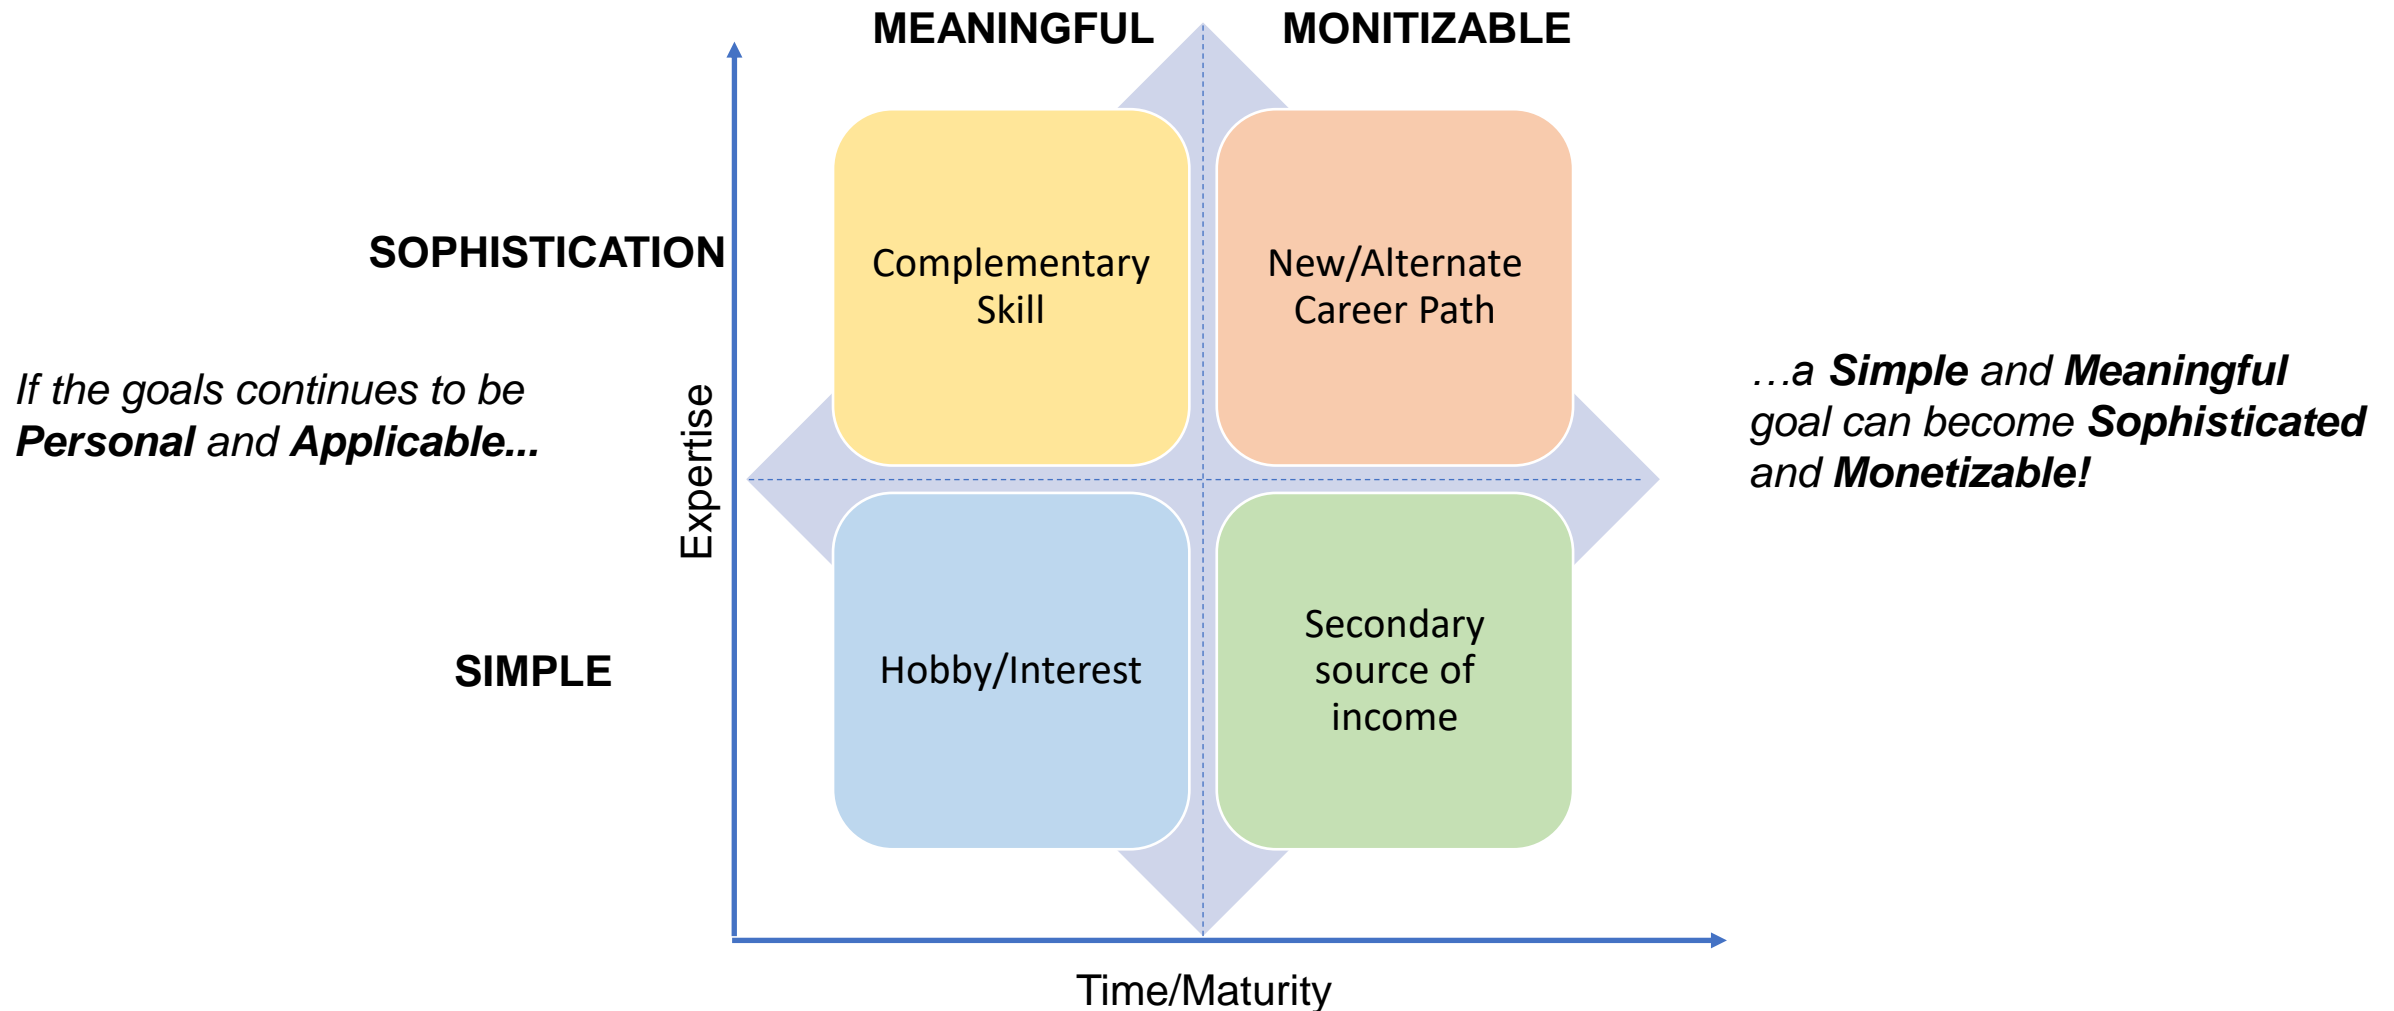 MEANINGFUL
MONITIZABLE
SOPHISTICATION
Complementary
Skill
New/Alternate
Career Path
If the goals continues to be
Personal and Applicable...
Expertise
…a Simple and Meaningful
goal can become Sophisticated
and Monetizable!
SIMPLE
Hobby/Interest
Secondary
source of
income
Time/Maturity